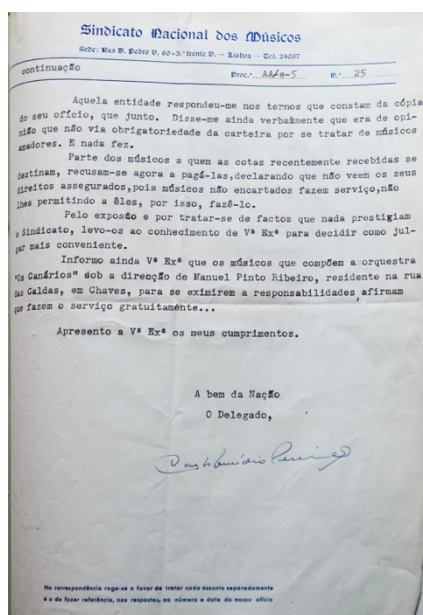 Sindicato Nacional dos Músicos
Sede: Rua D. Pedro V, 60-3.º frente D. — Lisboa — Tel. 24087
continuação
Proc.º AA/e-5 n.º 25
Aquela entidade respondeu-me nos ternos que constam da cópia
do seu ofício, que junto. Disse-me ainda verbalmente que era de opi-
nião que não via obrigatoriedade da carteira por se tratar de músicos
amadores. E nada fez.
Parte dos músicos a quem as cotas recentemente recebidas se
destinam, recusam-se agora a pagá-las,declarando que não veem os seus
direitos assegurados,pois músicos não encartados fazem serviço,não
lhes permitindo a êles, por isso, fazê-lo.
Pelo exposto e por tratar-se de factos que nada prestigiam
o Sindicato, levo-os ao conhecimento de Vª Exª para decidir como jul-
gar mais conveniente.
Informo ainda Vª Exª que os músicos que compõem a orquestra
"Os Canários" sob a direcção de Manuel Pinto Ribeiro, residente na rua
das Caldas, em Chaves, para se eximirem a responsabilidades afirmam
que fazem o serviço gratuitamente...
Apresento a Vª Exª os meus cumprimentos.
A bem da Nação
O Delegado,
Na correspondência roga-se o favor de tratar cada assunto separadamente
e o de fazer referência, nas respostas, ao número e data do nosso ofício